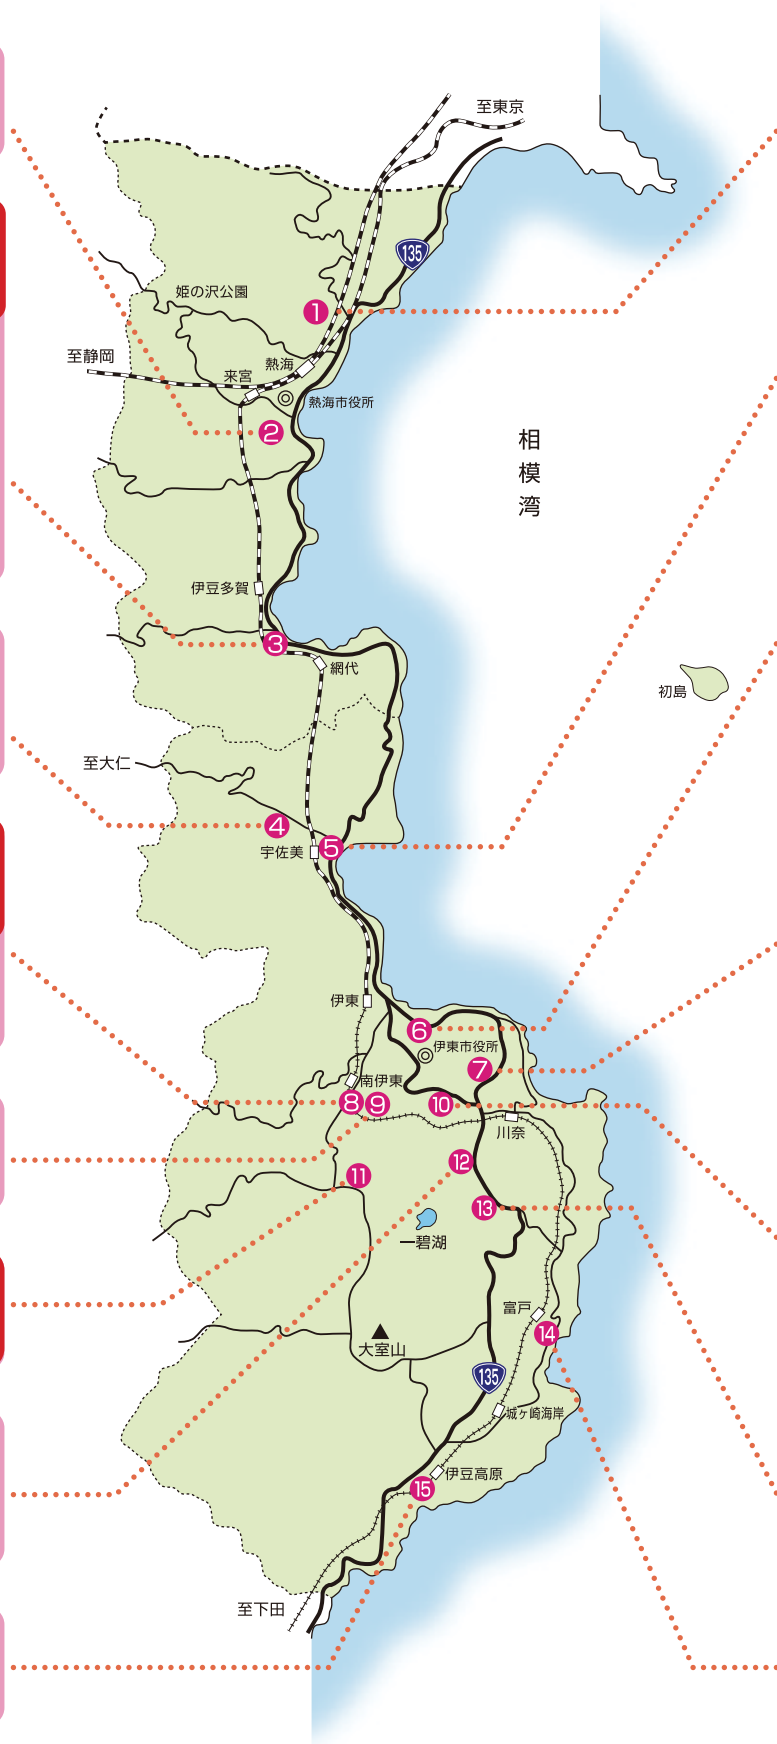 至東京
135
姫の沢公園
1
至静岡
熱海
来宮
熱海市役所
2
相模湾
伊豆多賀
3
網代
初島
至大仁
4
宇佐美
5
伊東
6
伊東市役所
7
南伊東
8
9
10
川奈
12
11
13
一碧湖
富戸
14
大室山
135
城ヶ崎海岸
伊豆高原
15
至下田